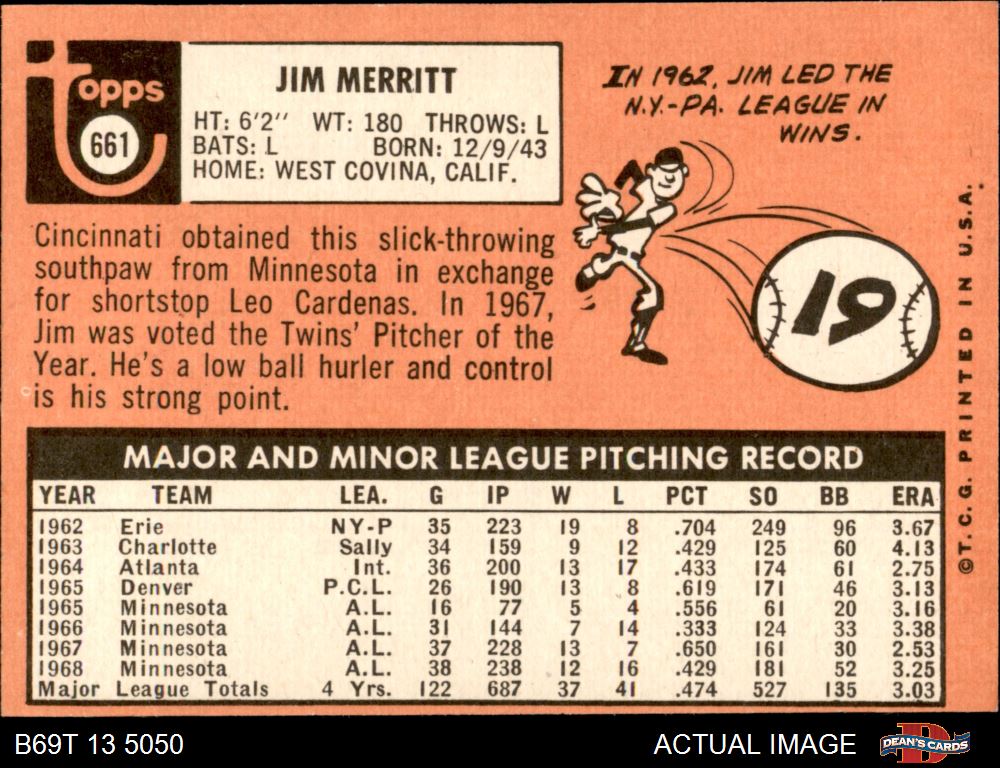 topps
661
JIM MERRITT
HT: 6'2" WT: 180 THROWS: L
BATS: L BORN: 12/9/43
HOME: WEST COVINA, CALIF.
IN 1962, JIM LED THE
N.Y.-PA. LEAGUE IN
WINS.
19
Cincinnati obtained this slick-throwing
southpaw from Minnesota in exchange
for shortstop Leo Cardenas. In 1967,
Jim was voted the Twins' Pitcher of the
Year. He's a low ball hurler and control
is his strong point.
MAJOR AND MINOR LEAGUE PITCHING RECORD
YEAR TEAM LEA. G IP W L PCT SO BB ERA
1962 Erie NY-P 35 223 19 8 .704 249 96 3.67
1963 Charlotte Sally 34 159 9 12 .429 125 60 4.13
1964 Atlanta Int. 36 200 13 17 .433 174 61 2.75
1965 Denver P.C.L. 26 190 13 8 .619 171 46 3.13
1965 Minnesota A.L. 16 77 5 4 .556 61 20 3.16
1966 Minnesota A.L. 31 144 7 14 .333 124 33 3.38
1967 Minnesota A.L. 37 228 13 7 .650 161 30 2.53
1968 Minnesota A.L. 38 238 12 16 .429 181 52 3.25
Major League Totals 4 Yrs. 122 687 37 41 .474 527 135 3.03
©T.C.G. PRINTED IN U.S.A.
B69T 13 5050
ACTUAL IMAGE
D
DEAN'S CARDS